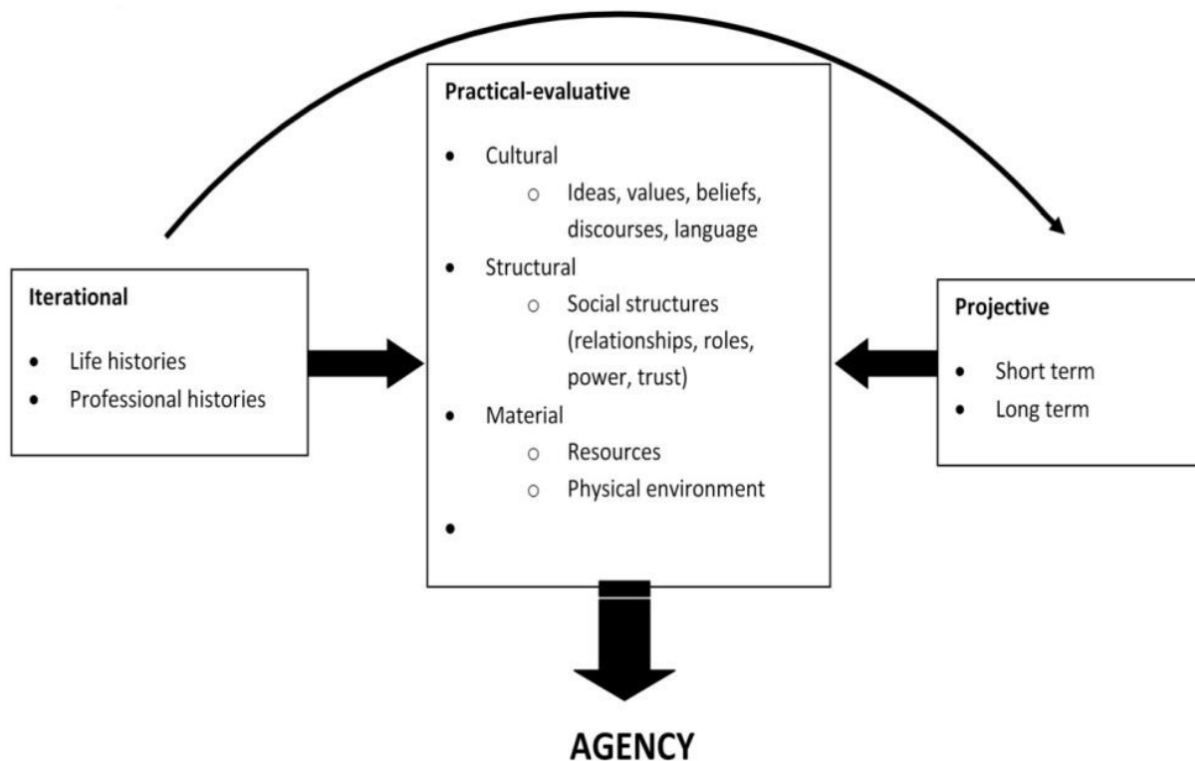 Practical-evaluative
• Cultural
o Ideas, values, beliefs,
discourses, language
• Structural
o Social structures
(relationships, roles,
power, trust)
• Material
o Resources
o Physical environment
•
Iterational
• Life histories
• Professional histories
Projective
• Short term
• Long term
AGENCY